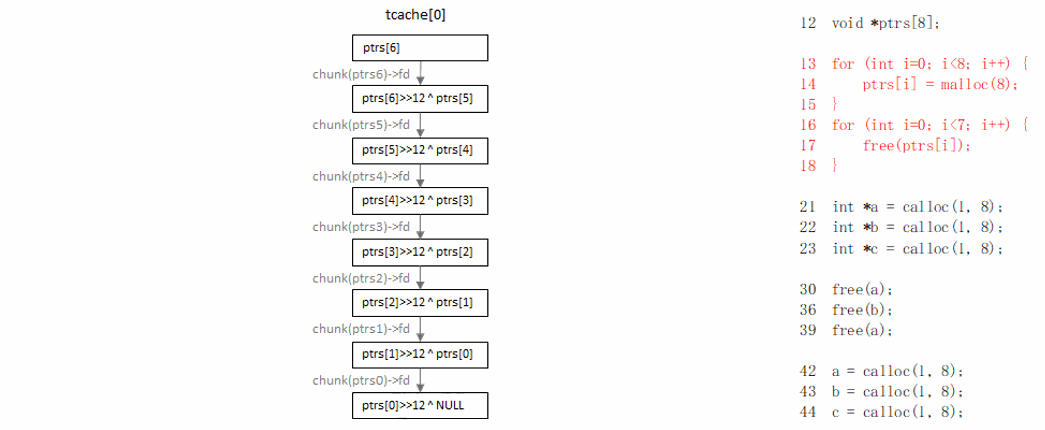 tcache[0]
ptrs[6]
chunk(ptrs6)->fd
ptrs[6]>>12 ^ ptrs[5]
chunk(ptrs5)->fd
ptrs[5]>>12 ^ ptrs[4]
chunk(ptrs4)->fd
ptrs[4]>>12 ^ ptrs[3]
chunk(ptrs3)->fd
ptrs[3]>>12 ^ ptrs[2]
chunk(ptrs2)->fd
ptrs[2]>>12 ^ ptrs[1]
chunk(ptrs1)->fd
ptrs[1]>>12 ^ ptrs[0]
chunk(ptrs0)->fd
ptrs[0]>>12 ^ NULL
12 void *ptrs[8];
13 for (int i=0; i<8; i++) {
14 ptrs[i] = malloc(8);
15 }
16 for (int i=0; i<7; i++) {
17 free(ptrs[i]);
18 }
21 int *a = calloc(1, 8);
22 int *b = calloc(1, 8);
23 int *c = calloc(1, 8);
30 free(a);
36 free(b);
39 free(a);
42 a = calloc(1, 8);
43 b = calloc(1, 8);
44 c = calloc(1, 8);